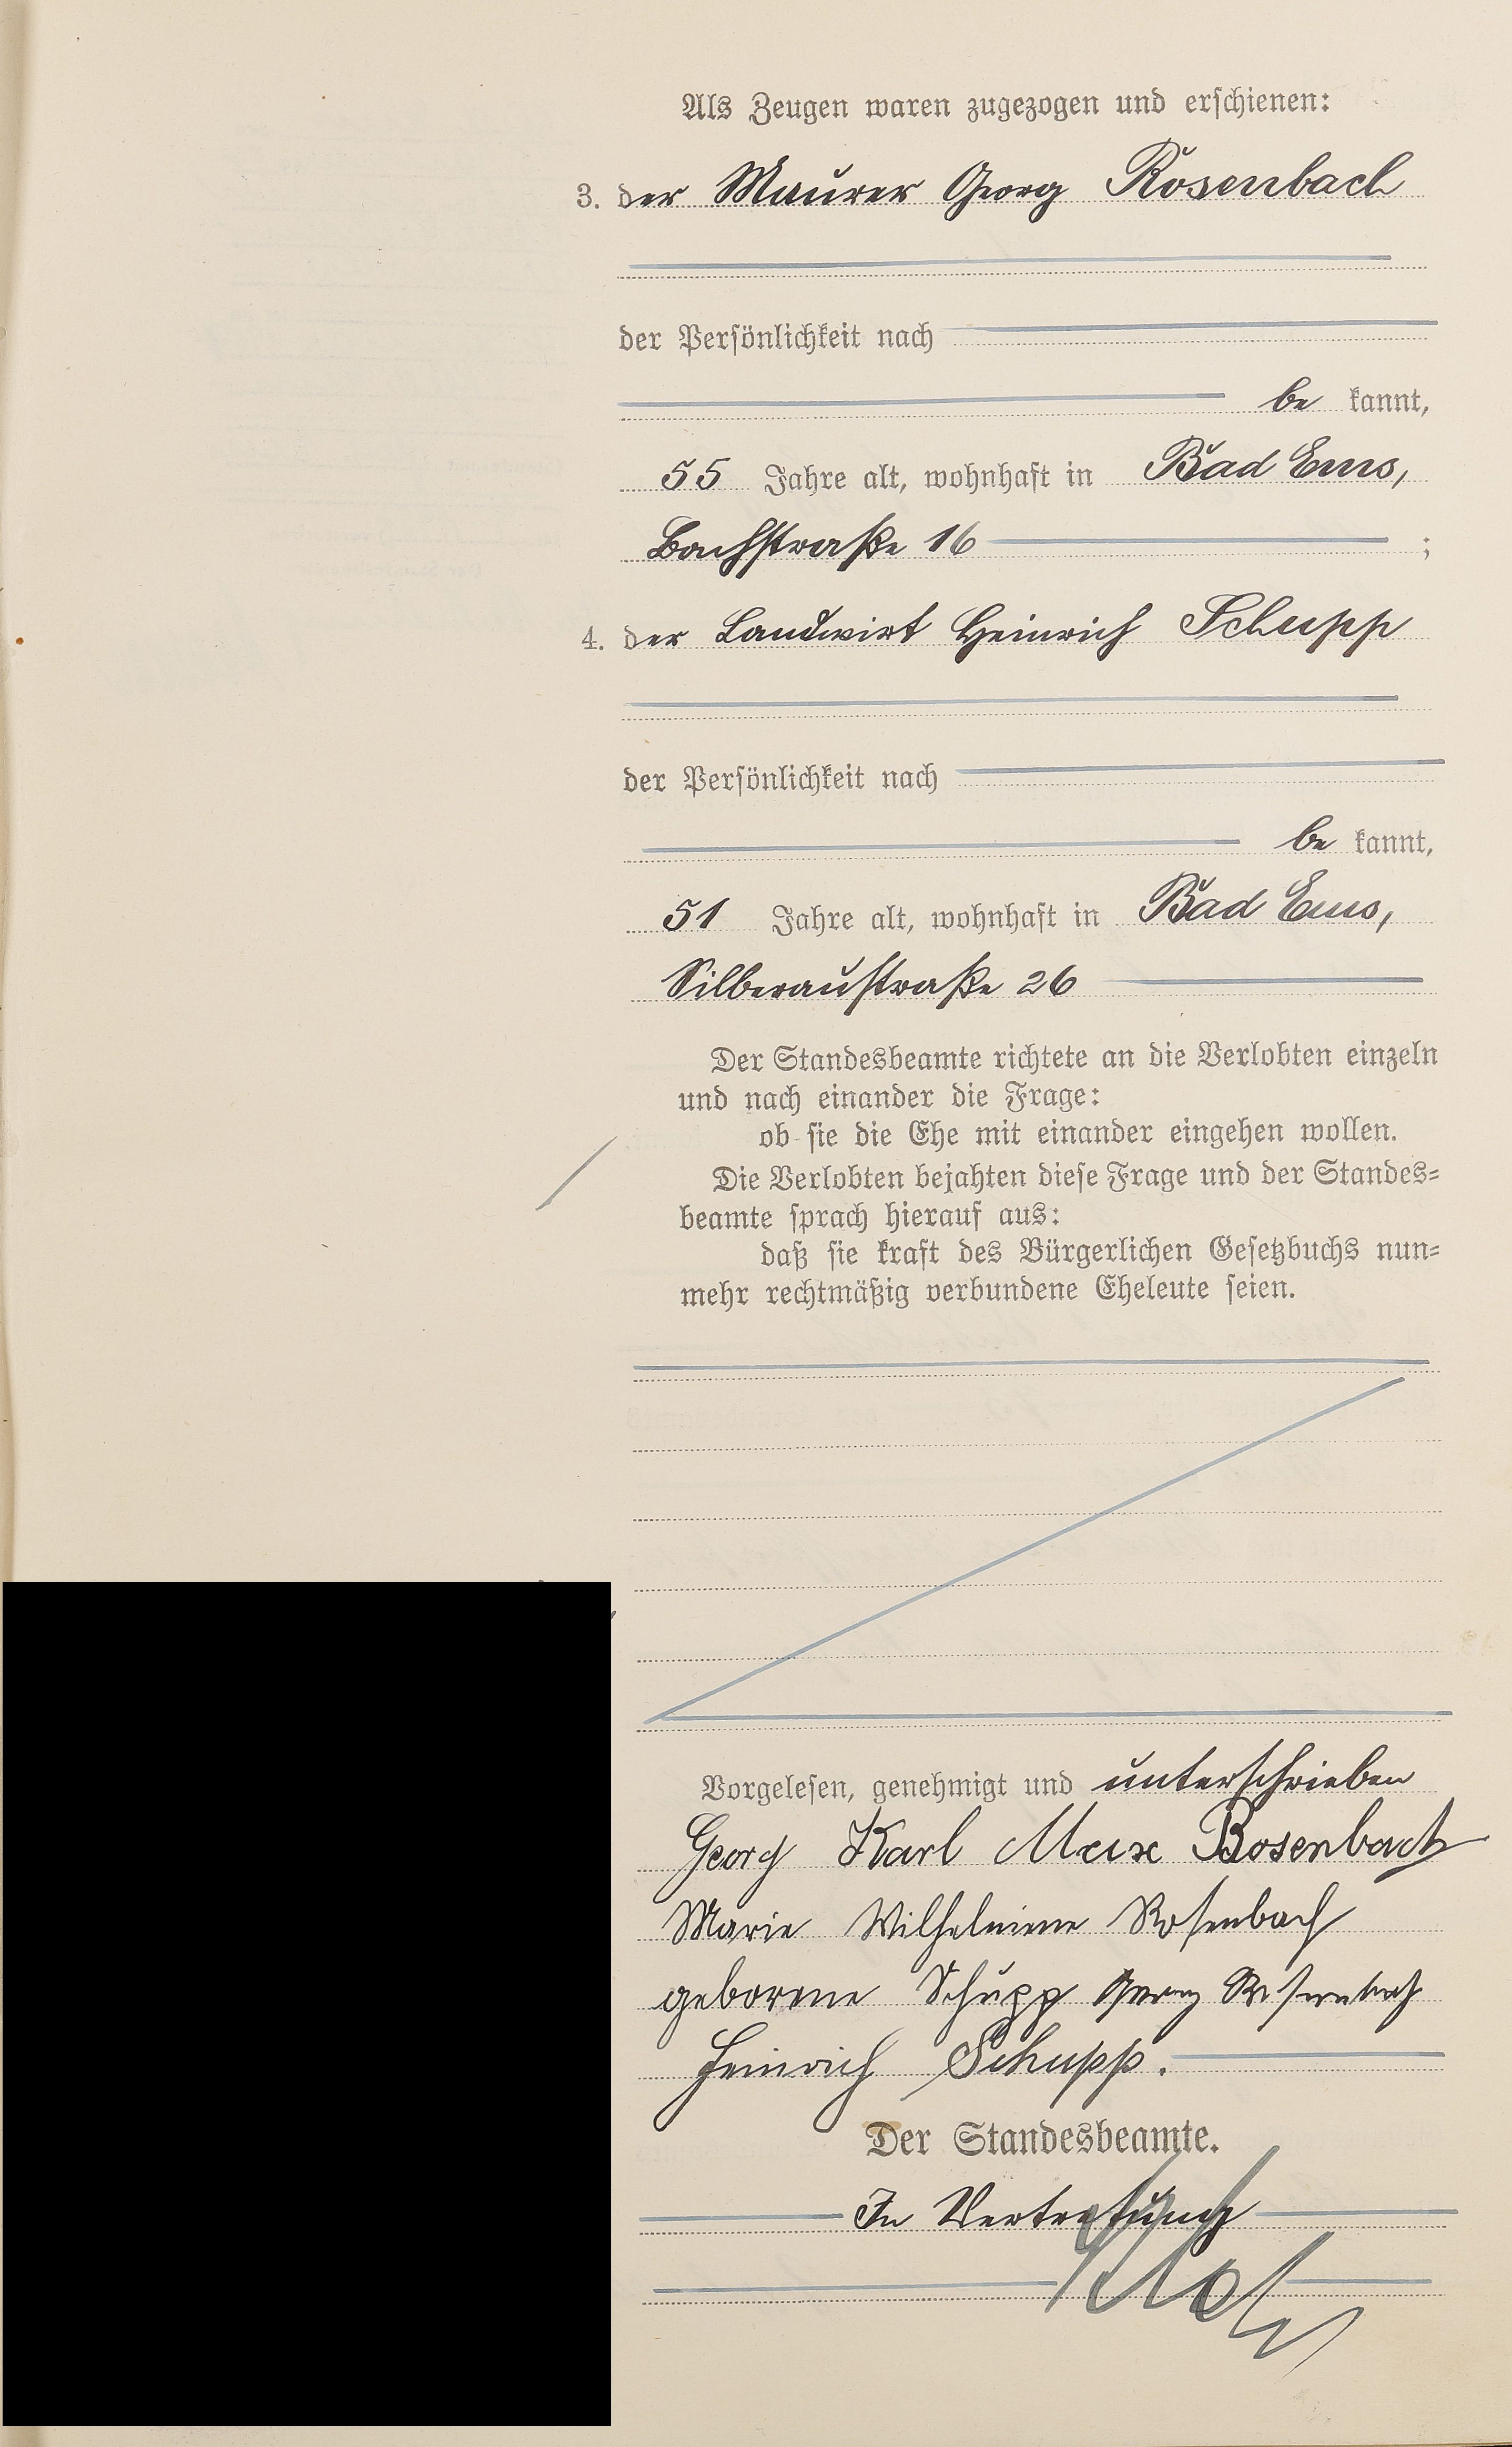 Als Zeugen waren zugezogen und erschienen:
3. der Maurer Georg Rosenbach
der Persönlichkeit nach
be kannt,
55 Jahre alt, wohnhaft in Bad Ems,
Bachstraße 16 ;
4. der Landwirt Heinrich Schupp
der Persönlichkeit nach
be kannt,
51 Jahre alt, wohnhaft in Bad Ems,
Silberaustraße 26
Der Standesbeamte richtete an die Verlobten einzeln
und nach einander die Frage:
ob sie die Ehe mit einander eingehen wollen.
Die Verlobten bejahten diese Frage und der Standes-
beamte sprach hierauf aus:
daß sie kraft des Bürgerlichen Gesetzbuchs nun-
mehr rechtmäßig verbundene Eheleute seien.
Vorgelesen, genehmigt und unterschrieben
Georg Karl Max Rosenbach
Marie Wilhelmine Rosenbach
geborene Schupp Georg Rosenbach
Heinrich Schupp.
Der Standesbeamte.
In Vertretung